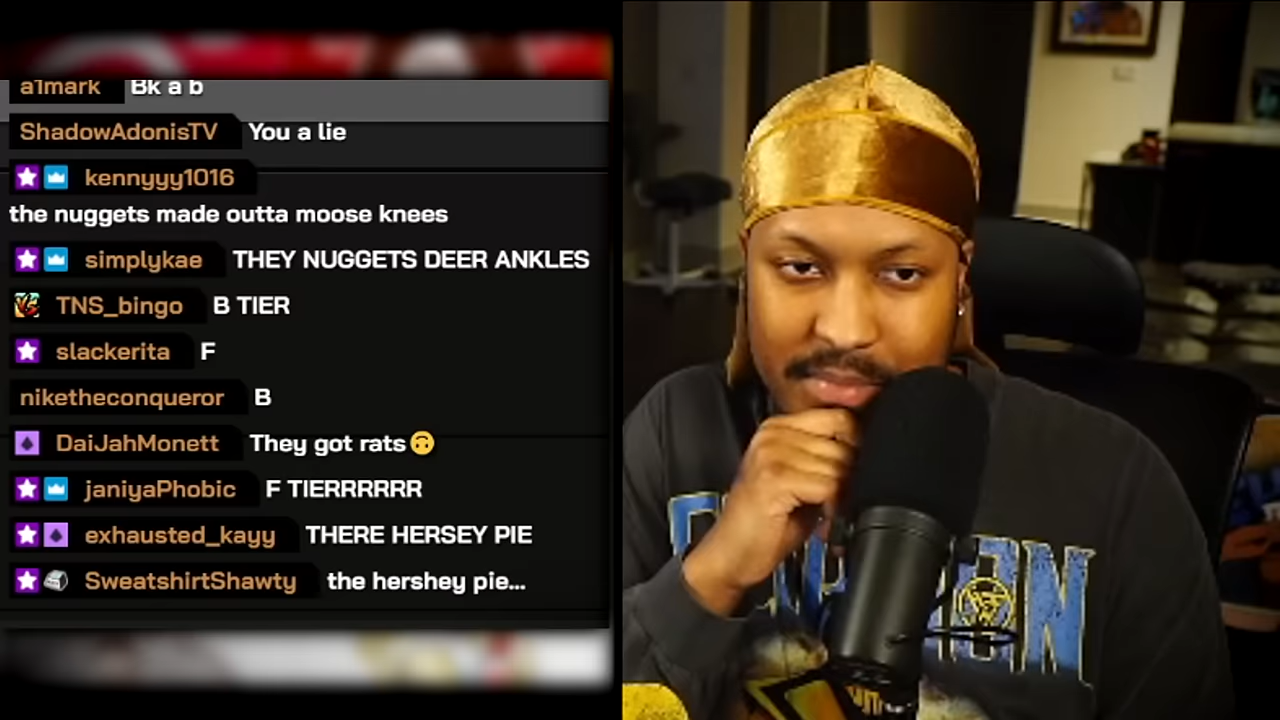 a1mark Bk a b
ShadowAdonisTV You a lie
kennyyy1016
the nuggets made outta moose knees
simplykae THEY NUGGETS DEER ANKLES
TNS_bingo B TIER
slackerita F
niketheconqueror B
DaiJahMonett They got rats🙃
janiyaPhobic F TIERRRRRR
exhausted_kayy THERE HERSEY PIE
SweatshirtShawty the hershey pie...